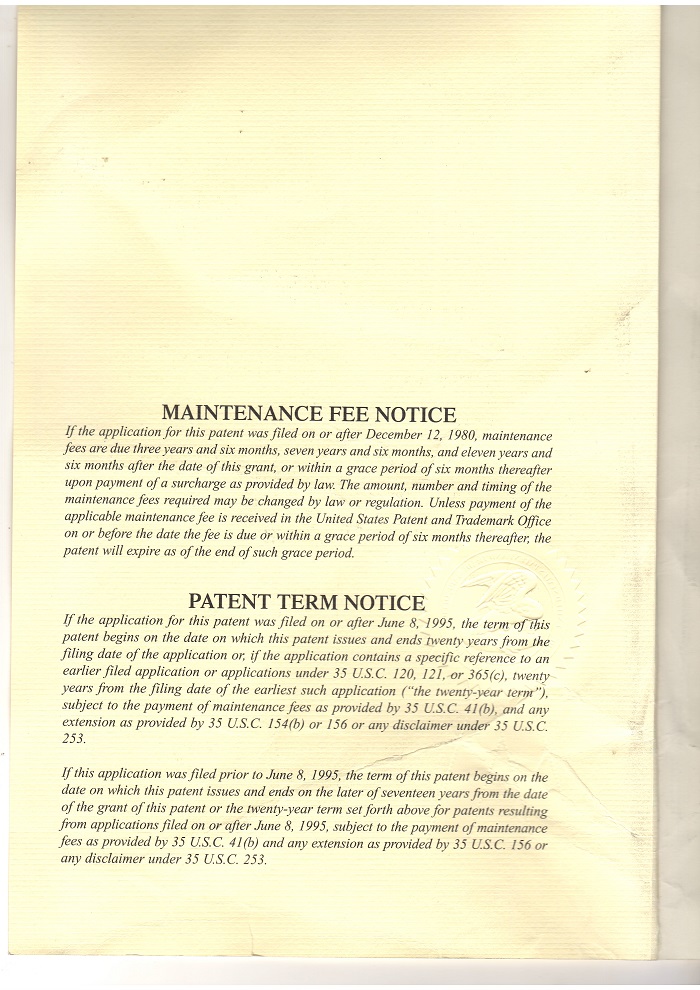 MAINTENANCE FEE NOTICE
If the application for this patent was filed on or after December 12, 1980, maintenance
fees are due three years and six months, seven years and six months, and eleven years and
six months after the date of this grant, or within a grace period of six months thereafter
upon payment of a surcharge as provided by law. The amount, number and timing of the
maintenance fees required may be changed by law or regulation. Unless payment of the
applicable maintenance fee is received in the United States Patent and Trademark Office
on or before the date the fee is due or within a grace period of six months thereafter, the
patent will expire as of the end of such grace period.
PATENT TERM NOTICE
If the application for this patent was filed on or after June 8, 1995, the term of this
patent begins on the date on which this patent issues and ends twenty years from the
filing date of the application or, if the application contains a specific reference to an
earlier filed application or applications under 35 U.S.C. 120, 121, or 365(c), twenty
years from the filing date of the earliest such application (“the twenty-year term”),
subject to the payment of maintenance fees as provided by 35 U.S.C. 41(b), and any
extension as provided by 35 U.S.C. 154(b) or 156 or any disclaimer under 35 U.S.C.
253.
If this application was filed prior to June 8, 1995, the term of this patent begins on the
date on which this patent issues and ends on the later of seventeen years from the date
of the grant of this patent or the twenty-year term set forth above for patents resulting
from applications filed on or after June 8, 1995, subject to the payment of maintenance
fees as provided by 35 U.S.C. 41(b) and any extension as provided by 35 U.S.C. 156 or
any disclaimer under 35 U.S.C. 253.